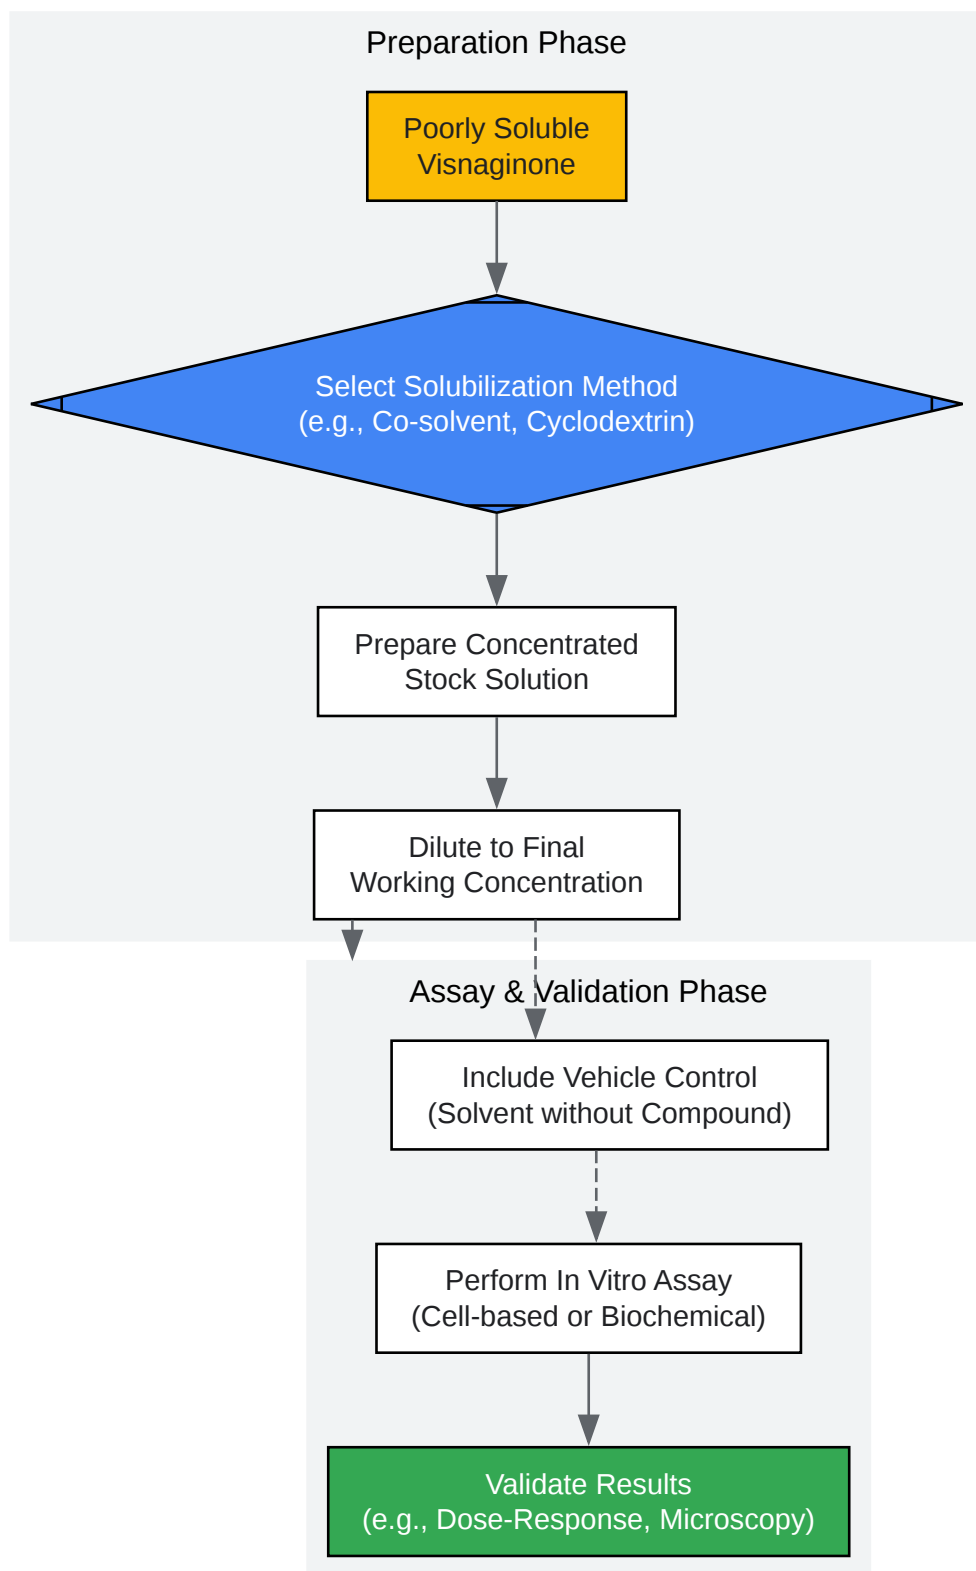 Preparation Phase
Poorly Soluble
Visnaginone
Select Solubilization Method
(e.g., Co-solvent, Cyclodextrin)
Prepare Concentrated
Stock Solution
Dilute to Final
Working Concentration
Assay & Validation Phase
Include Vehicle Control
(Solvent without Compound)
Perform In Vitro Assay
(Cell-based or Biochemical)
Validate Results
(e.g., Dose-Response, Microscopy)